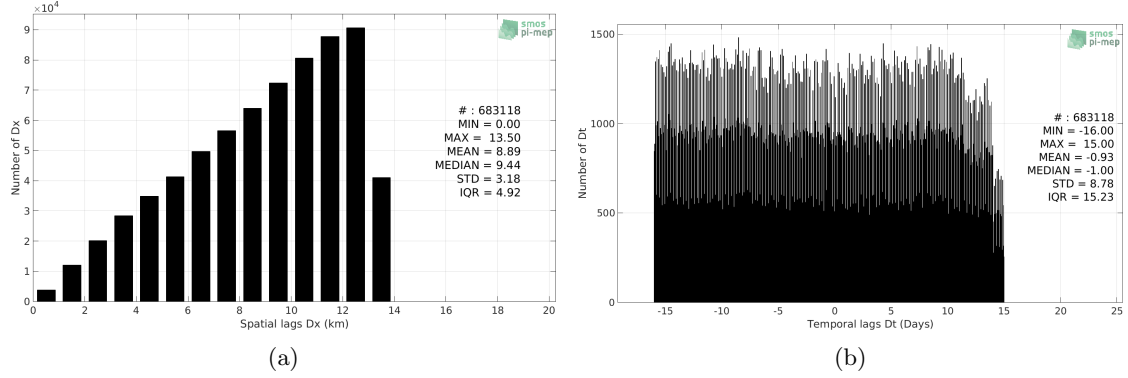 ×10⁴
9
8
7
6
5
4
3
2
1
0
Number of Dx
0 2 4 6 8 10 12 14 16 18 20
Spatial lags Dx (km)
smos
pi-mep
# : 683118
MIN = 0.00
MAX = 13.50
MEAN = 8.89
MEDIAN = 9.44
STD = 3.18
IQR = 4.92
(a)
1500
1000
500
0
Number of Dt
-15 -10 -5 0 5 10 15 20 25
Temporal lags Dt (Days)
smos
pi-mep
# : 683118
MIN = -16.00
MAX = 15.00
MEAN = -0.93
MEDIAN = -1.00
STD = 8.78
IQR = 15.23
(b)